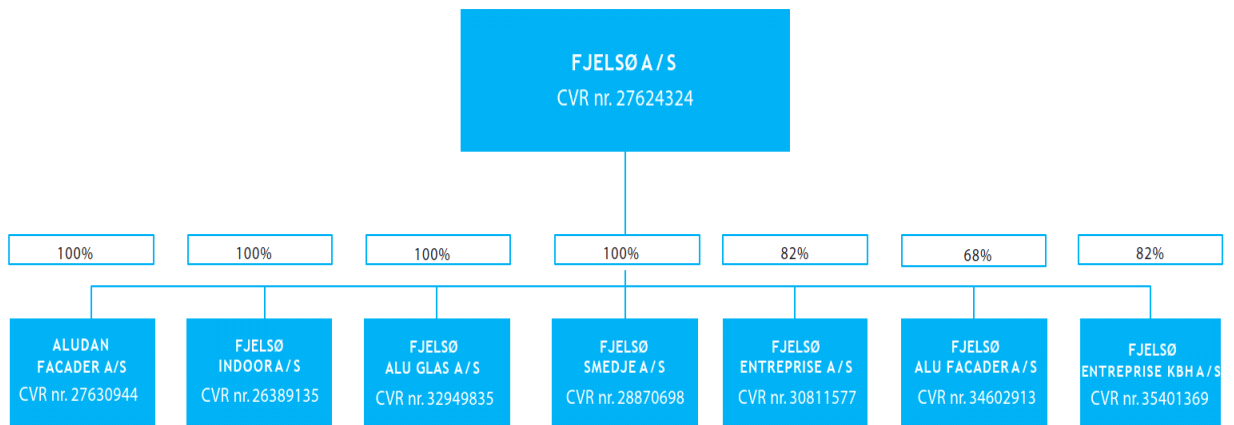 FJELSØ A/S
CVR nr. 27624324
100%
100%
100%
100%
82%
68%
82%
ALUDAN
FACADER A/S
CVR nr. 27630944
FJELSØ
INDOOR A/S
CVR nr. 26389135
FJELSØ
ALU GLAS A/S
CVR nr. 32949835
FJELSØ
SMEDJE A/S
CVR nr. 28870698
FJELSØ
ENTREPRISE A/S
CVR nr. 30811577
FJELSØ
ALU FACADER A/S
CVR nr. 34602913
FJELSØ
ENTREPRISE KBH A/S
CVR nr. 35401369